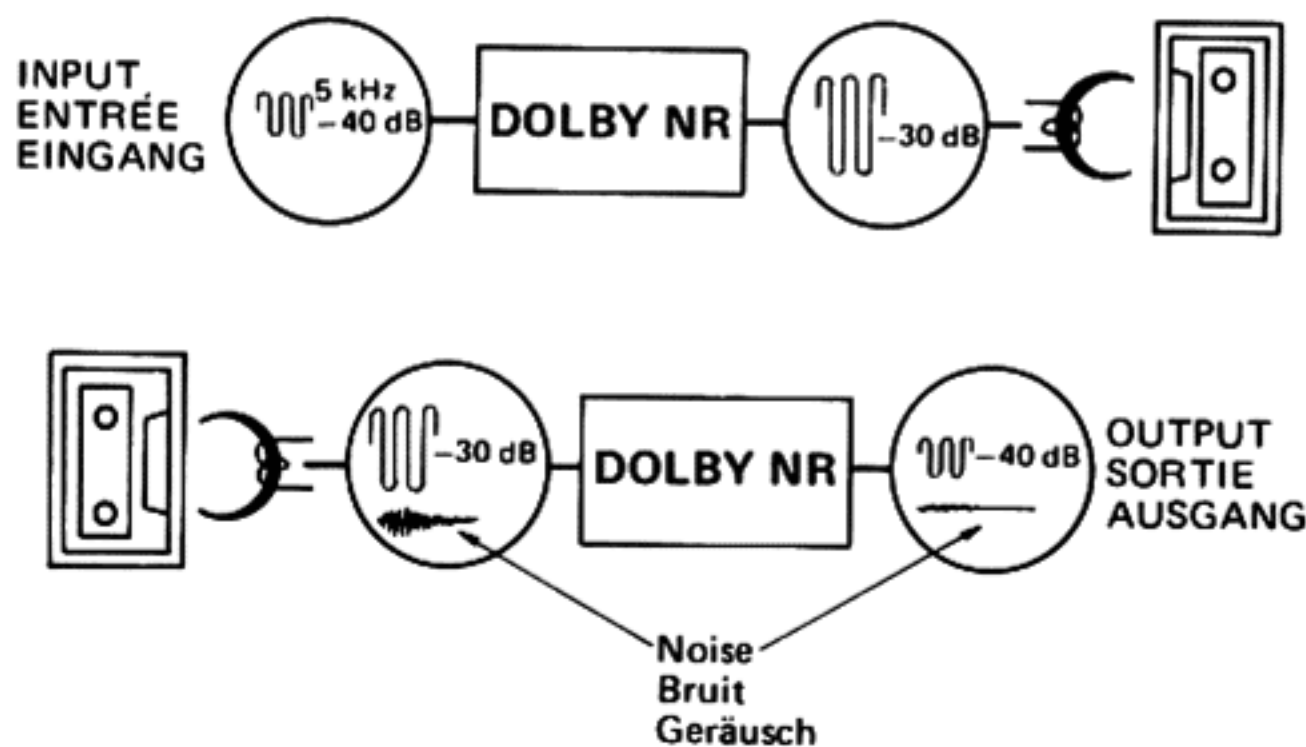 INPUT
ENTRÉE
EINGANG
5 kHz
–40 dB
DOLBY NR
–30 dB
–30 dB
DOLBY NR
–40 dB
OUTPUT
SORTIE
AUSGANG
Noise
Bruit
Geräusch